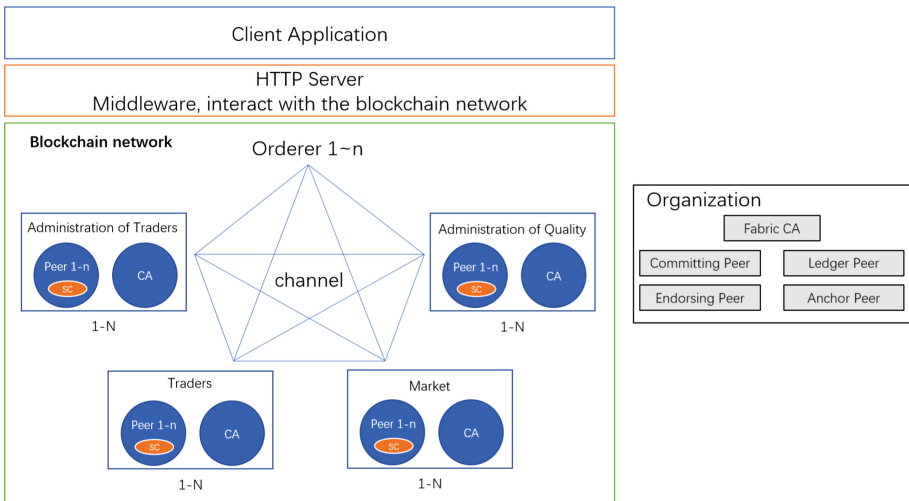 Client Application
HTTP Server
Middleware, interact with the blockchain network
Blockchain network
Orderer 1~n
Administration of Traders
Peer 1-n
SC
CA
1-N
Administration of Quality
Peer 1-n
SC
CA
1-N
channel
Traders
Peer 1-n
SC
CA
1-N
Market
Peer 1-n
SC
CA
1-N
Organization
Fabric CA
Committing Peer
Ledger Peer
Endorsing Peer
Anchor Peer